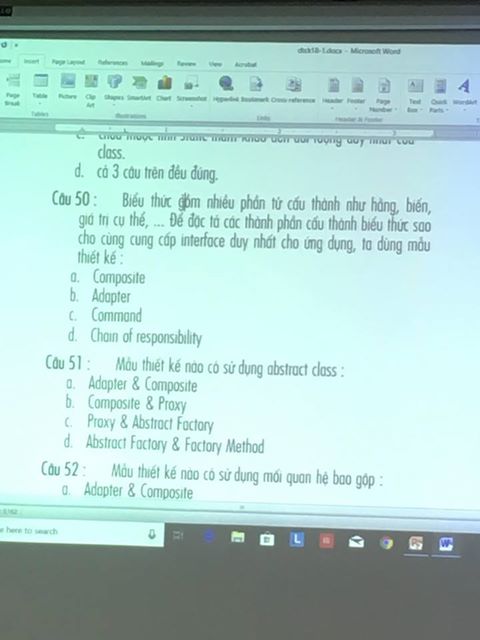 dtsk18-1.docx - Microsoft Word
Insert Page Layout References Mailings Review View Acrobat
Page Break
Table
Picture
Clip Art
Shapes
SmartArt
Chart
Screenshot
Hyperlink
Bookmark
Cross-reference
Header
Footer
Page Number
Text Box
Quick Parts
WordArt
Tables
Illustrations
Links
Header & Footer
class.
d. cả 3 câu trên đều đúng.
Câu 50 : Biểu thức gồm nhiều phần tử cấu thành như hằng, biến,
giá trị cụ thể, ... Để đặc tả các thành phần cấu thành biểu thức sao
cho cùng cung cấp interface duy nhất cho ứng dụng, ta dùng mẫu
thiết kế :
a. Composite
b. Adapter
c. Command
d. Chain of responsibility
Câu 51 : Mẫu thiết kế nào có sử dụng abstract class :
a. Adapter & Composite
b. Composite & Proxy
c. Proxy & Abstract Factory
d. Abstract Factory & Factory Method
Câu 52 : Mẫu thiết kế nào có sử dụng mối quan hệ bao gộp :
a. Adapter & Composite
here to search